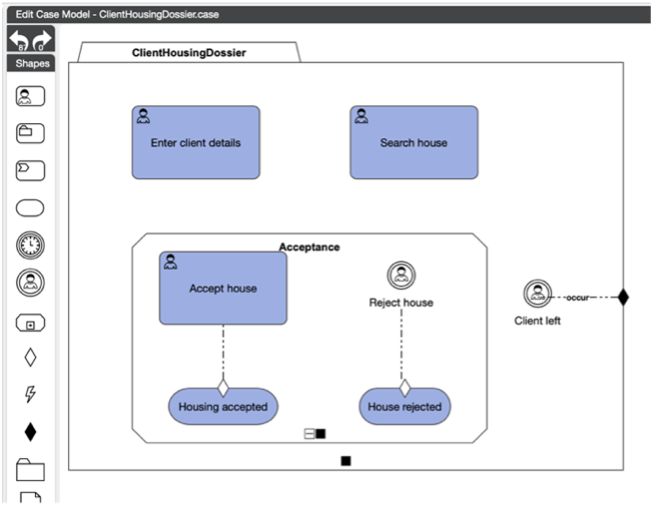 Edit Case Model - ClientHousingDossier.case
87 0
Shapes
ClientHousingDossier
Enter client details
Search house
Acceptance
Accept house
Reject house
occur
Client left
Housing accepted
House rejected